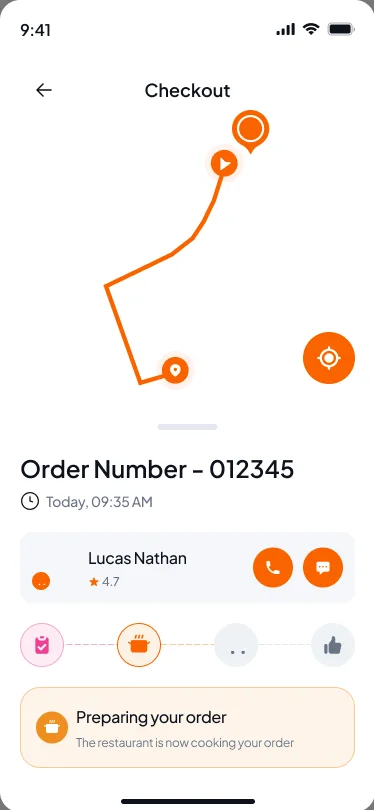 9:41
Checkout
Order Number - 012345
Today, 09:35 AM
Lucas Nathan
4.7
Preparing your order
The restaurant is now cooking your order